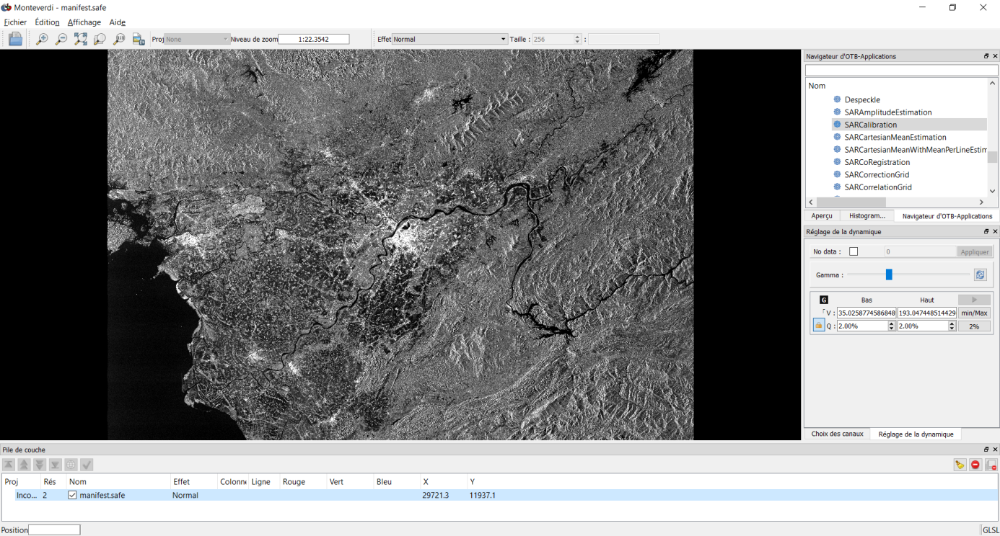 Monteverdi - manifest.safe
Fichier Édition Affichage Aide
Proj None Niveau de zoom 1:22.3542 Effet Normal Taille : 256 :
Navigateur d'OTB-Applications
Nom
Despeckle
SARAmplitudeEstimation
SARCalibration
SARCartesianMeanEstimation
SARCartesianMeanWithMeanPerLineEstim
SARCoRegistration
SARCorrectionGrid
SARCorrelationGrid
Aperçu Histogram... Navigateur d'OTB-Applications
Réglage de la dynamique
No data : 0 Appliquer
Gamma :
G Bas Haut
V : 35.0258774586848 193.047448514429 min/Max
Q : 2.00% 2.00% 2%
Choix des canaux Réglage de la dynamique
Pile de couche
Proj Rés Nom Effet Colonne Ligne Rouge Vert Bleu X Y
Inco... 2 manifest.safe Normal 29721.3 11937.1
Position GLSL